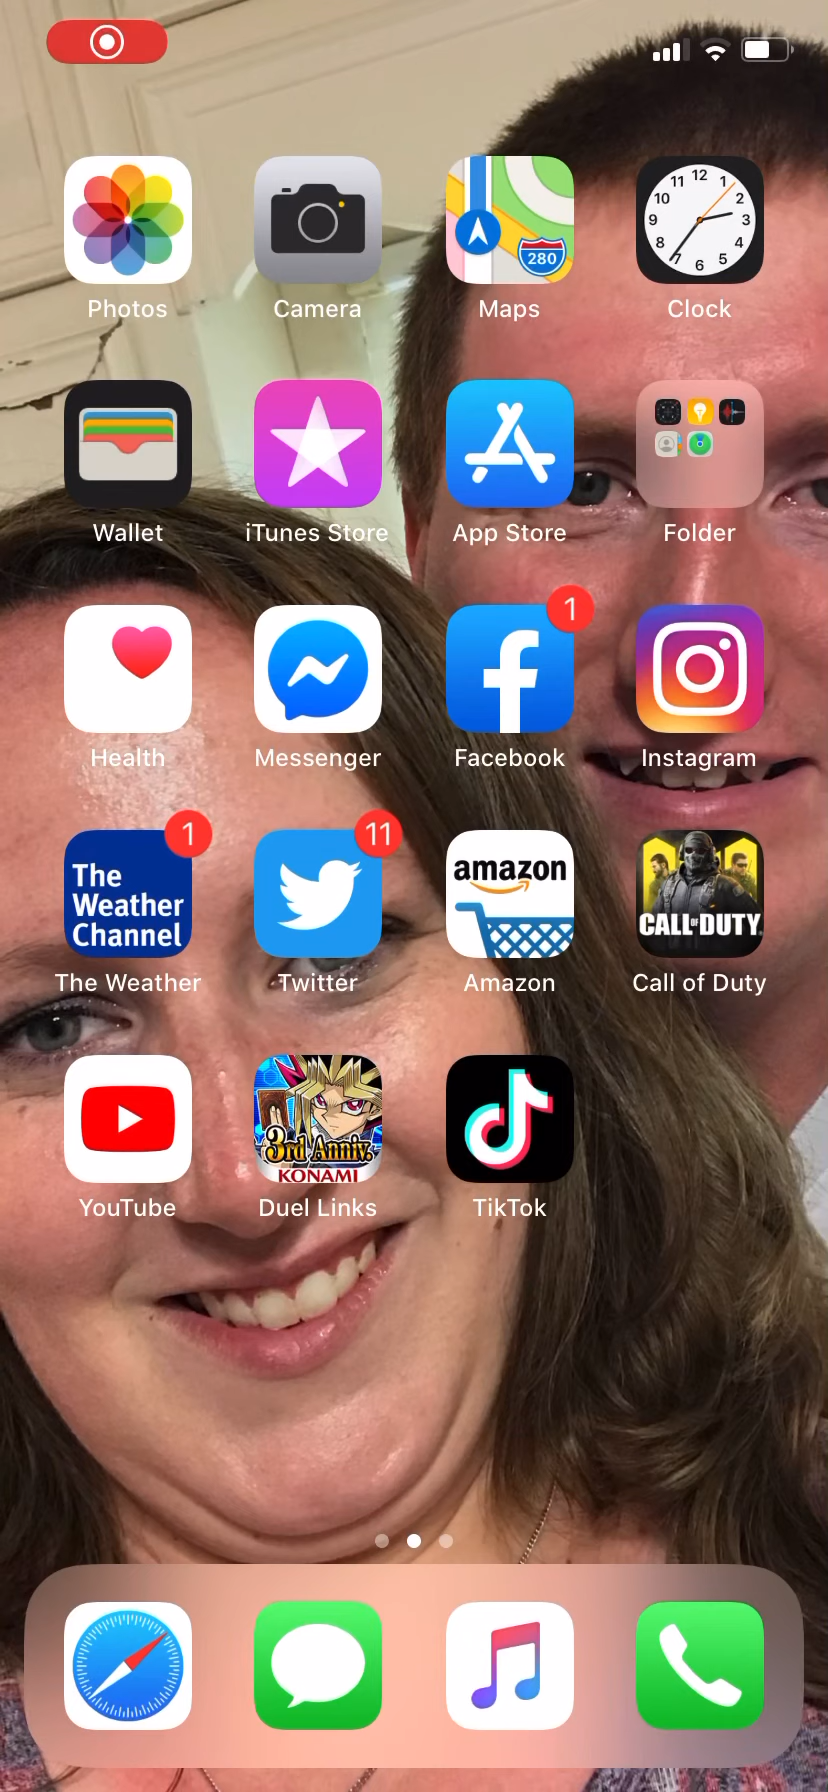 12
11 1
10 2
9 3
8 4
7 5
6
280
Photos Camera Maps Clock
Wallet iTunes Store App Store Folder
1
Health Messenger Facebook Instagram
1 11
The
Weather
Channel
amazon
CALL OF DUTY
The Weather Twitter Amazon Call of Duty
3rd Anniv.
KONAMI
YouTube Duel Links TikTok